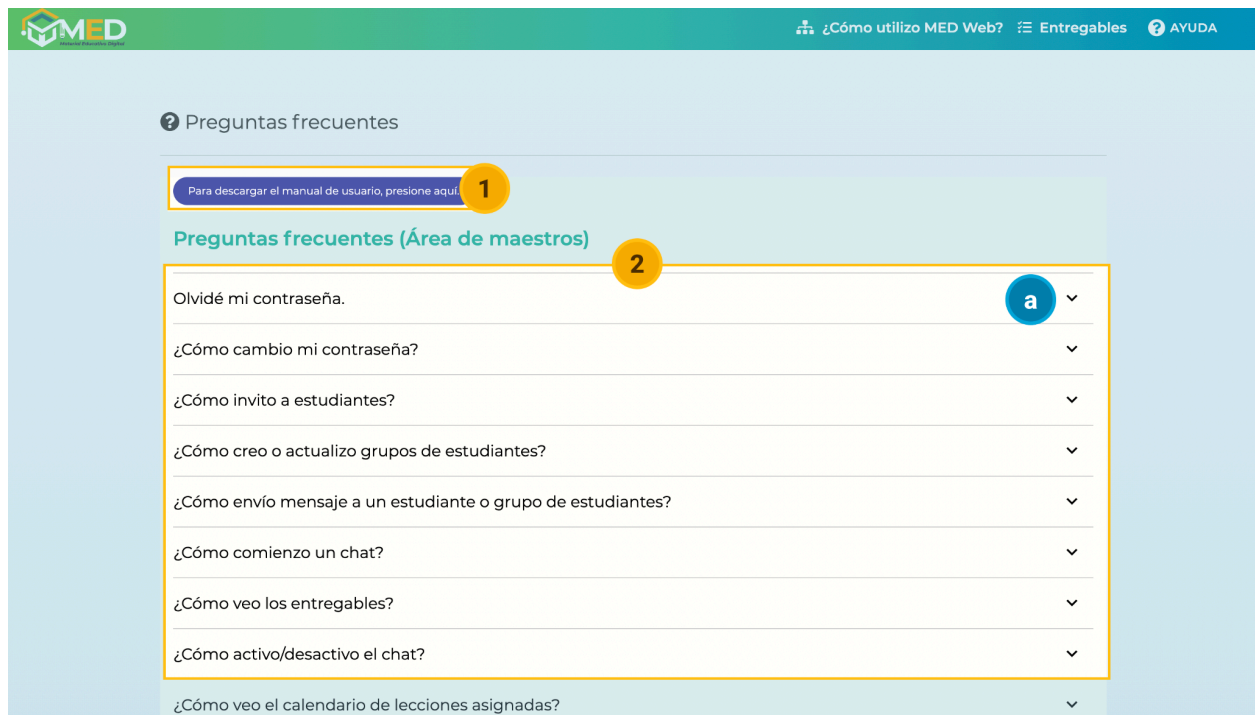 MED
Material Educativo Digital
¿Cómo utilizo MED Web?
Entregables
? AYUDA
? Preguntas frecuentes
Para descargar el manual de usuario, presione aquí.
1
Preguntas frecuentes (Área de maestros)
2
Olvidé mi contraseña.
a
¿Cómo cambio mi contraseña?
¿Cómo invito a estudiantes?
¿Cómo creo o actualizo grupos de estudiantes?
¿Cómo envío mensaje a un estudiante o grupo de estudiantes?
¿Cómo comienzo un chat?
¿Cómo veo los entregables?
¿Cómo activo/desactivo el chat?
¿Cómo veo el calendario de lecciones asignadas?